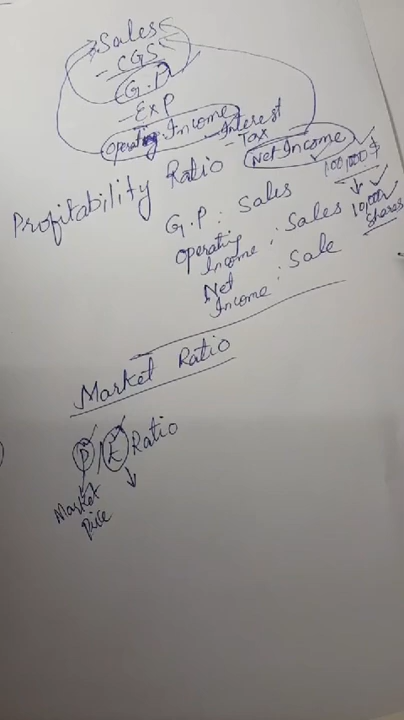 Sales
- CGS
G.P
- EXP
Operating Income
- Interest
- Tax
Net Income
100,000 $
10,000
shares
Profitability Ratio
G.P : Sales
Operating
Income : Sales
Net
Income : Sale
Market Ratio
P/E Ratio
Market
Price